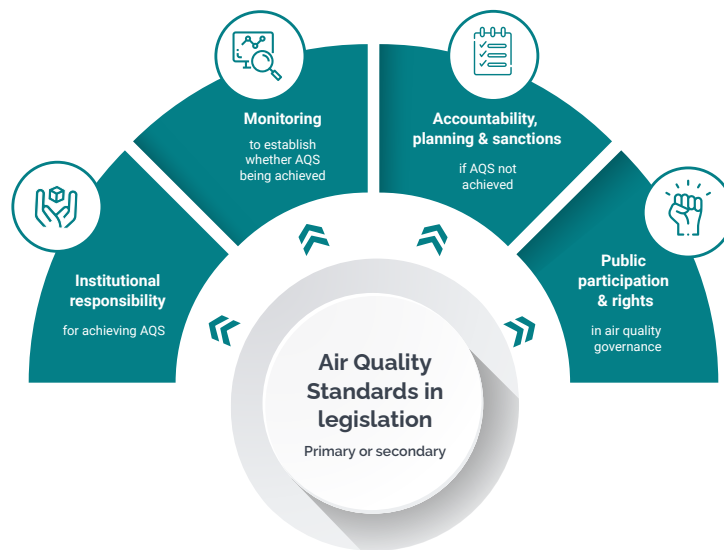 Monitoring
to establish
whether AQS
being achieved
Accountability,
planning & sanctions
if AQS not
achieved
Institutional
responsibility
for achieving AQS
Public
participation
& rights
in air quality
governance
Air Quality
Standards in
legislation
Primary or secondary